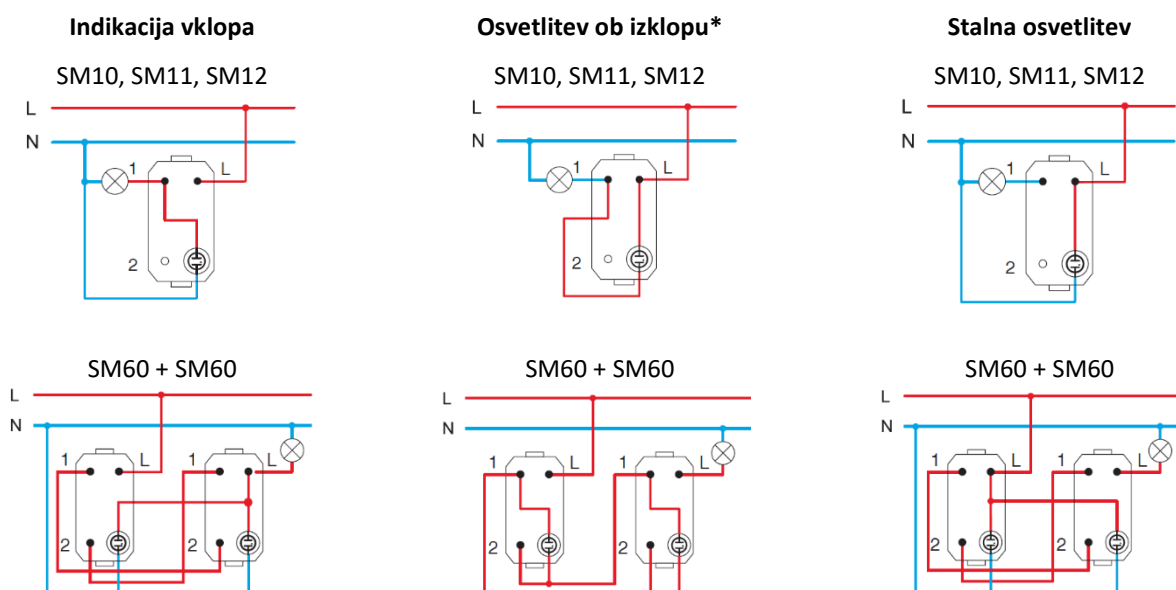 Indikacija vklopa
SM10, SM11, SM12
L
N
1
L
2
SM60 + SM60
L
N
1
L
1
L
2
2
Osvetlitev ob izklopu*
SM10, SM11, SM12
L
N
1
L
2
SM60 + SM60
L
N
1
L
1
L
2
2
Stalna osvetlitev
SM10, SM11, SM12
L
N
1
L
2
SM60 + SM60
L
N
1
L
1
L
2
2